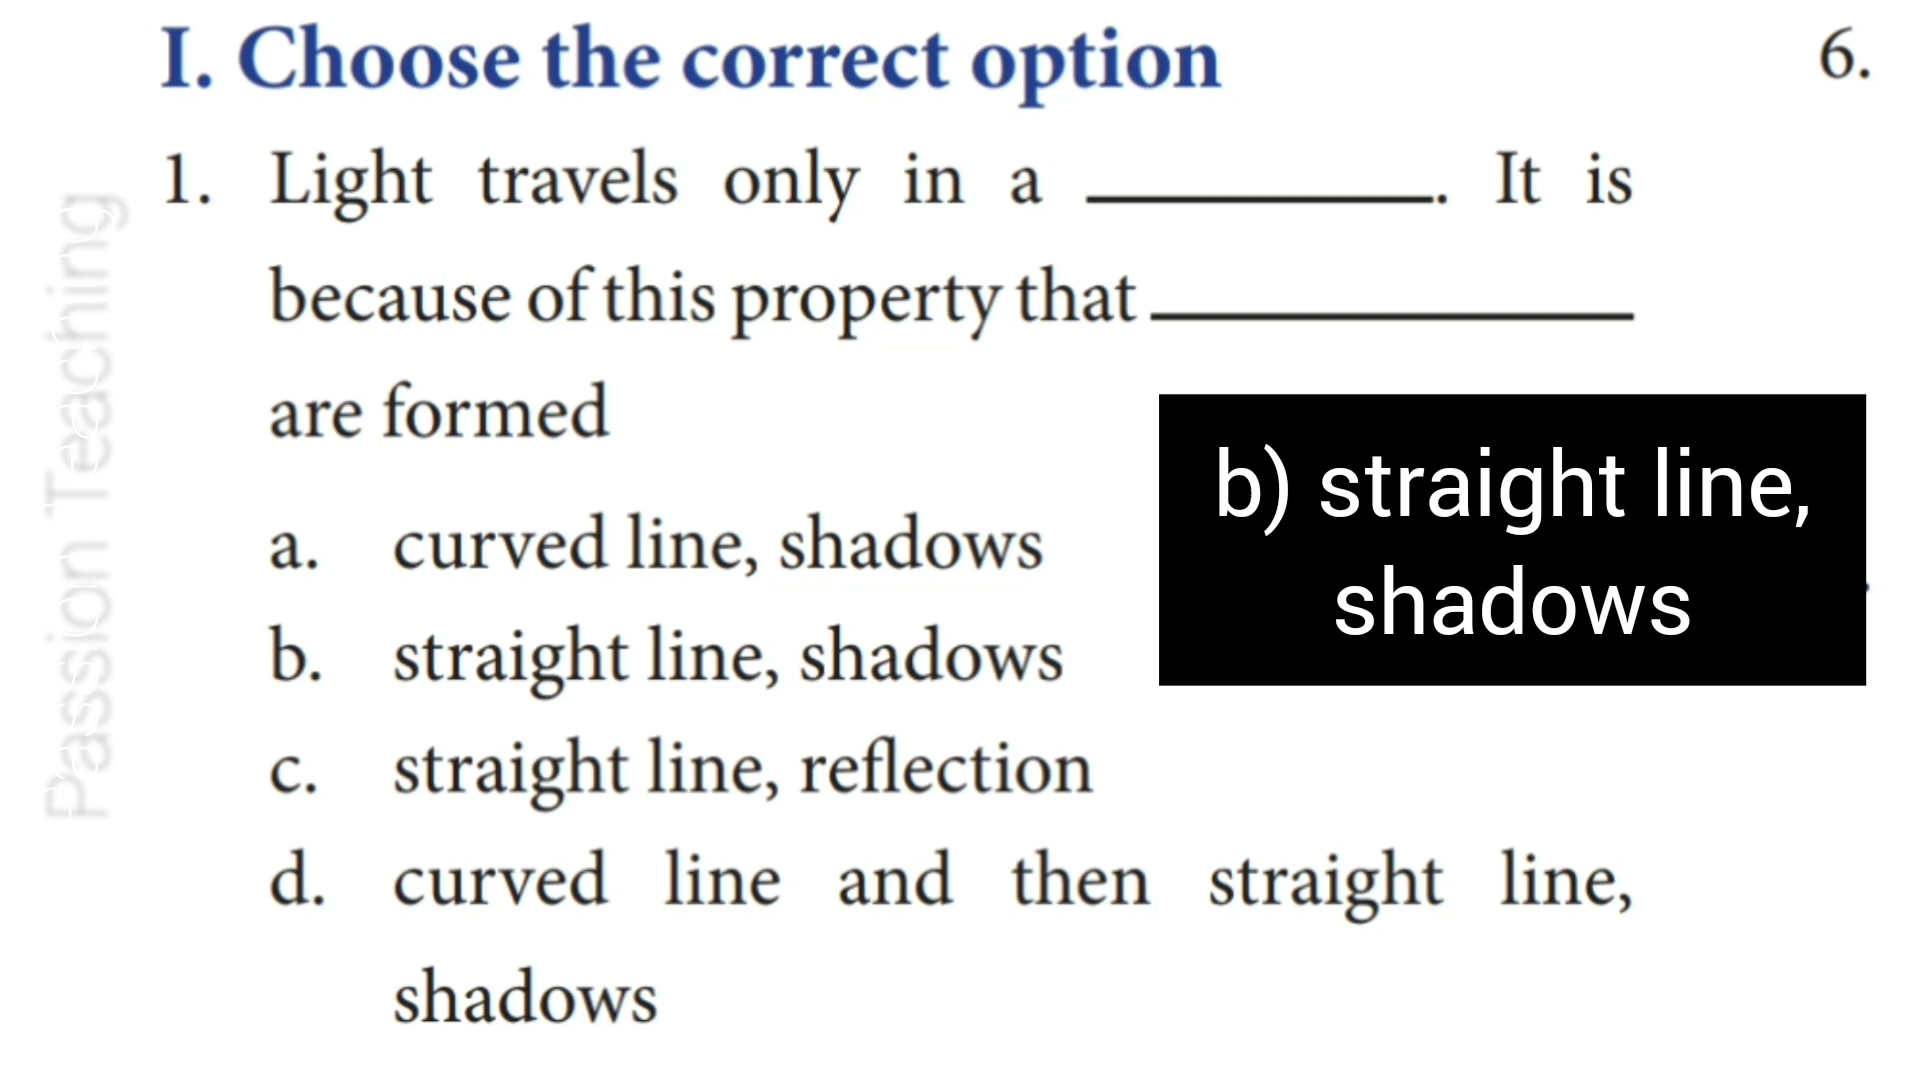 I. Choose the correct option
6.
1. Light travels only in a __________. It is
because of this property that ______________
are formed
a. curved line, shadows
b. straight line, shadows
c. straight line, reflection
d. curved line and then straight line,
shadows
b) straight line,
shadows
Passion Teaching